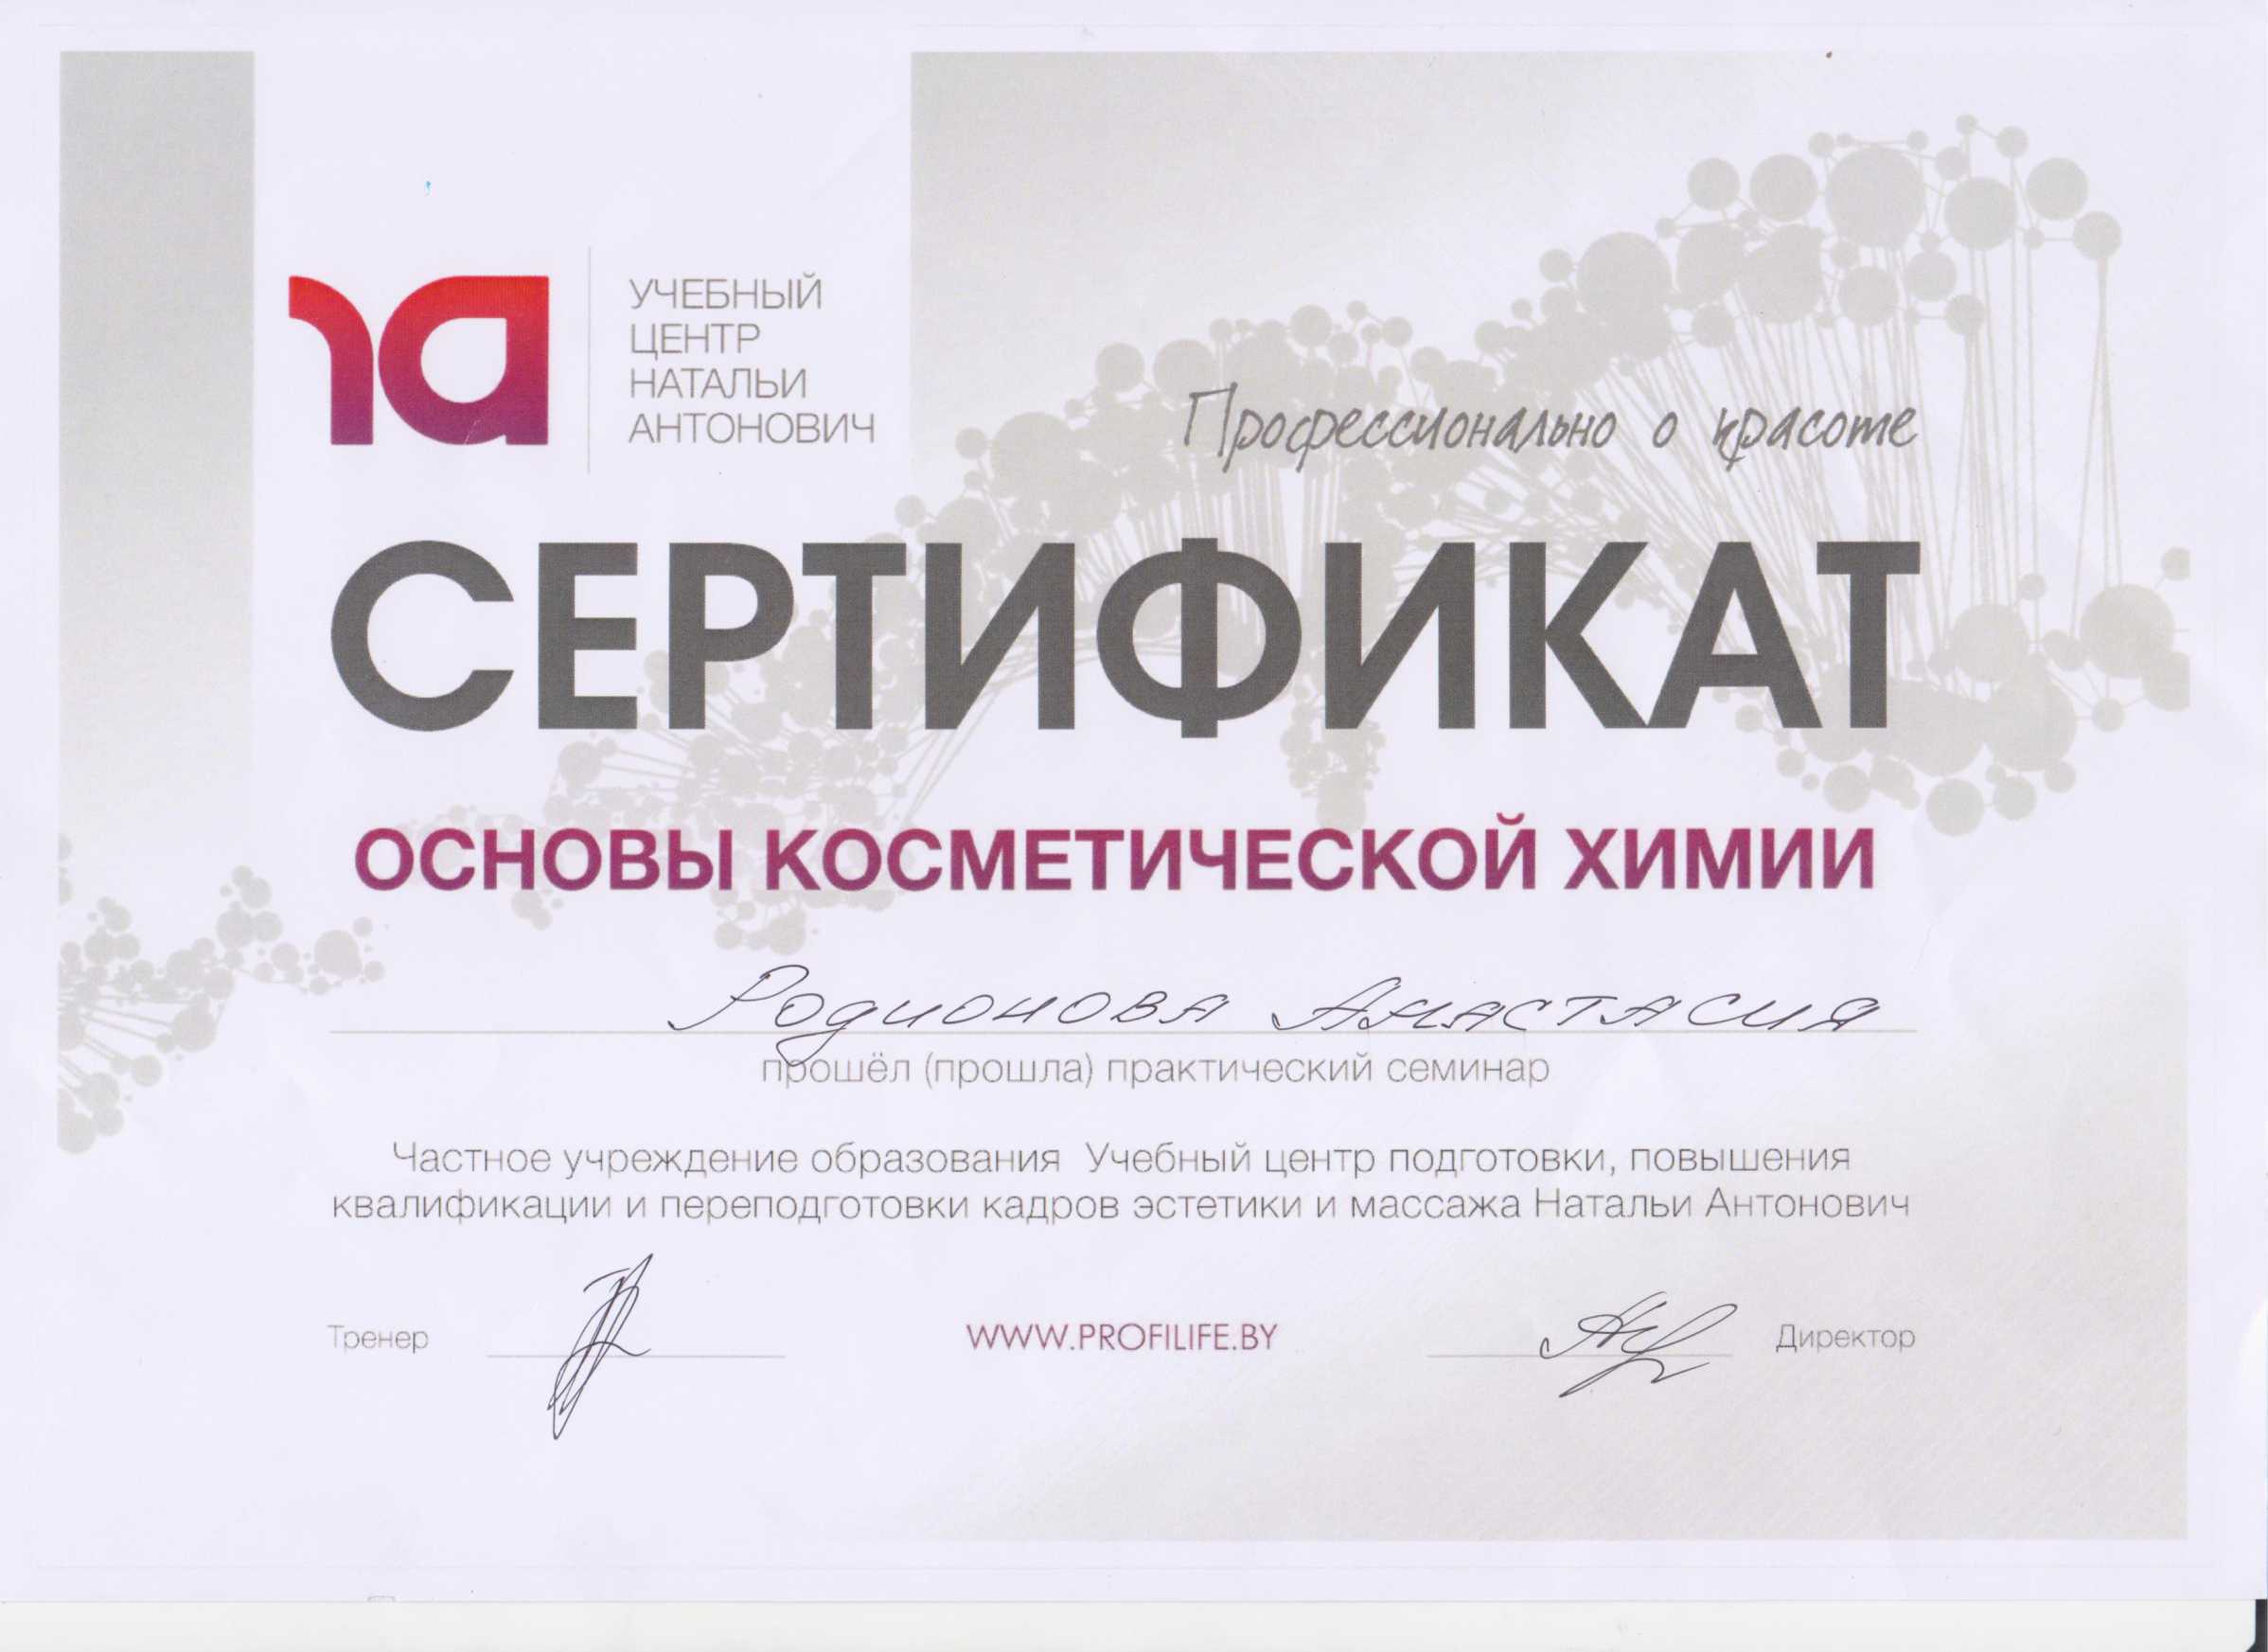 УЧЕБНЫЙ
ЦЕНТР
НАТАЛЬИ
АНТОНОВИЧ
Профессионально о красоте
СЕРТИФИКАТ
ОСНОВЫ КОСМЕТИЧЕСКОЙ ХИМИИ
Родионова Анастасия
прошёл (прошла) практический семинар
Частное учреждение образования Учебный центр подготовки, повышения
квалификации и переподготовки кадров эстетики и массажа Натальи Антонович
Тренер WWW.PROFILIFE.BY Директор